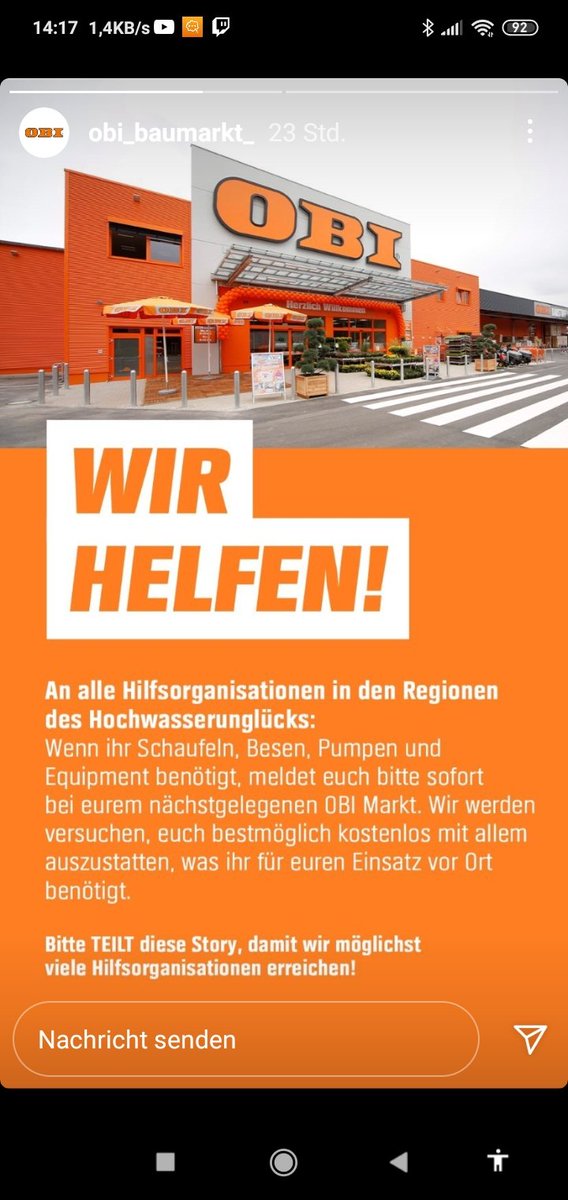 14:17 1,4KB/s
92
OBI
obi_baumarkt_ 23 Std.
OBI
Herzlich Willkommen
OBI
WIR
HELFEN!
An alle Hilfsorganisationen in den Regionen
des Hochwasserunglücks:
Wenn ihr Schaufeln, Besen, Pumpen und
Equipment benötigt, meldet euch bitte sofort
bei eurem nächstgelegenen OBI Markt. Wir werden
versuchen, euch bestmöglich kostenlos mit allem
auszustatten, was ihr für euren Einsatz vor Ort
benötigt.
Bitte TEILT diese Story, damit wir möglichst
viele Hilfsorganisationen erreichen!
Nachricht senden